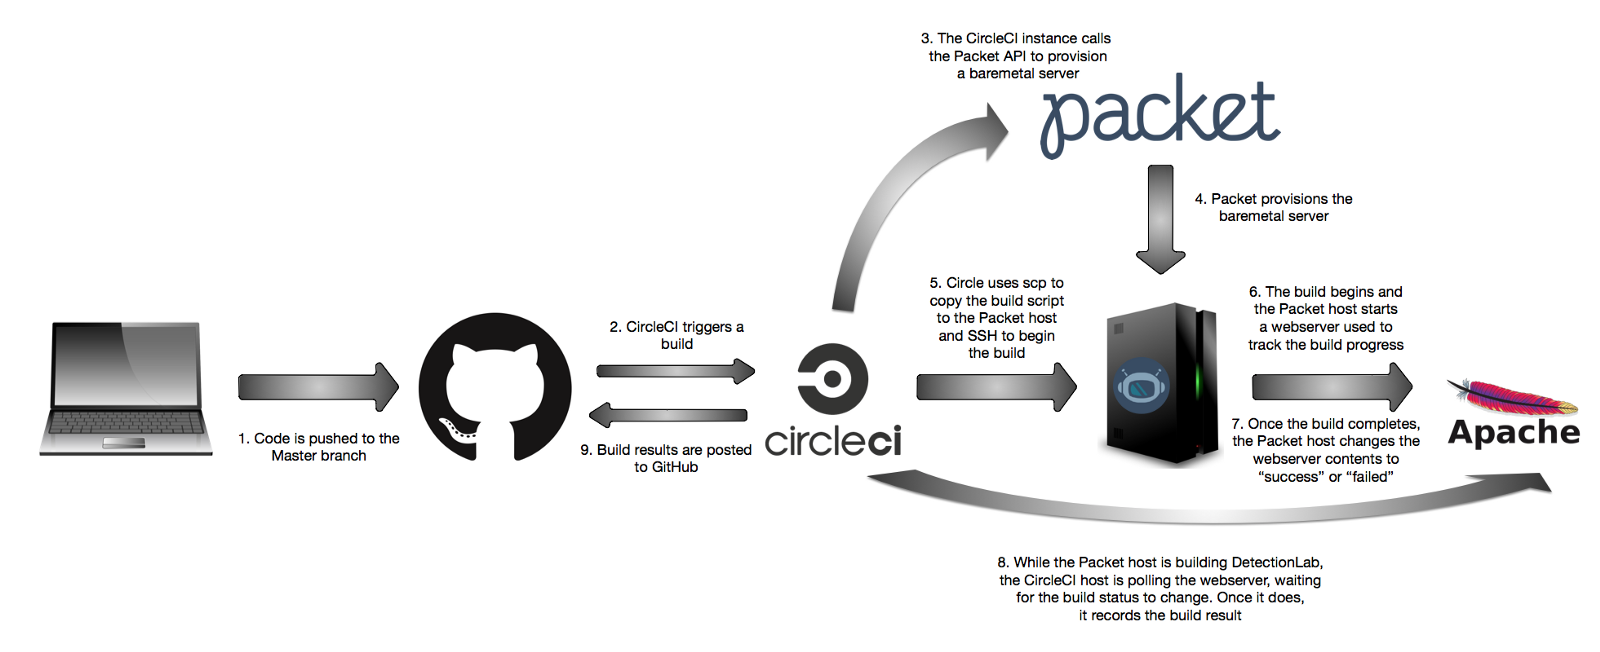 3. The CircleCI instance calls
the Packet API to provision
a baremetal server
packet
4. Packet provisions the
baremetal server
5. Circle uses scp to
copy the build script
to the Packet host
and SSH to begin
the build
6. The build begins and
the Packet host starts
a webserver used to
track the build progress
2. CircleCI triggers a
build
1. Code is pushed to the
Master branch
9. Build results are posted
to GitHub
circleci
7. Once the build completes,
the Packet host changes the
webserver contents to
“success” or “failed”
Apache
8. While the Packet host is building DetectionLab,
the CircleCI host is polling the webserver, waiting
for the build status to change. Once it does,
it records the build result